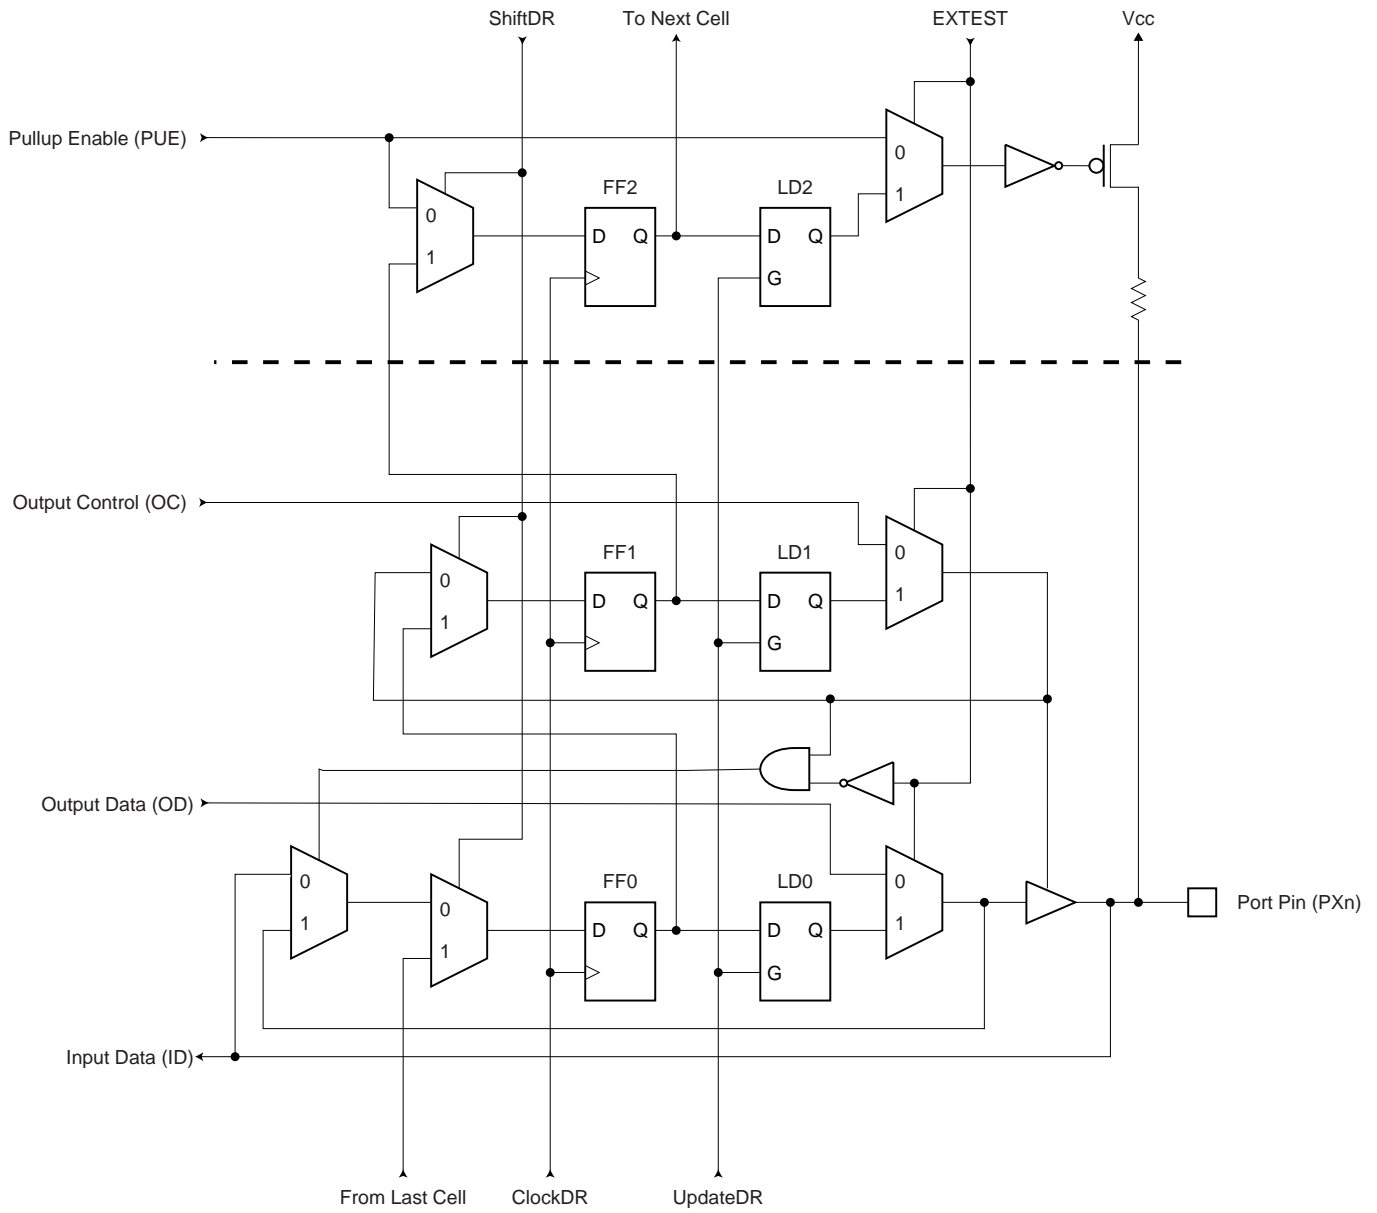 ShiftDR
To Next Cell
EXTEST
Vcc
Pullup Enable (PUE)
0
1
FF2
D
Q
LD2
D
Q
G
0
1
Output Control (OC)
0
1
FF1
D
Q
LD1
D
Q
G
0
1
Output Data (OD)
0
1
0
1
FF0
D
Q
LD0
D
Q
G
0
1
Port Pin (PXn)
Input Data (ID)
From Last Cell
ClockDR
UpdateDR